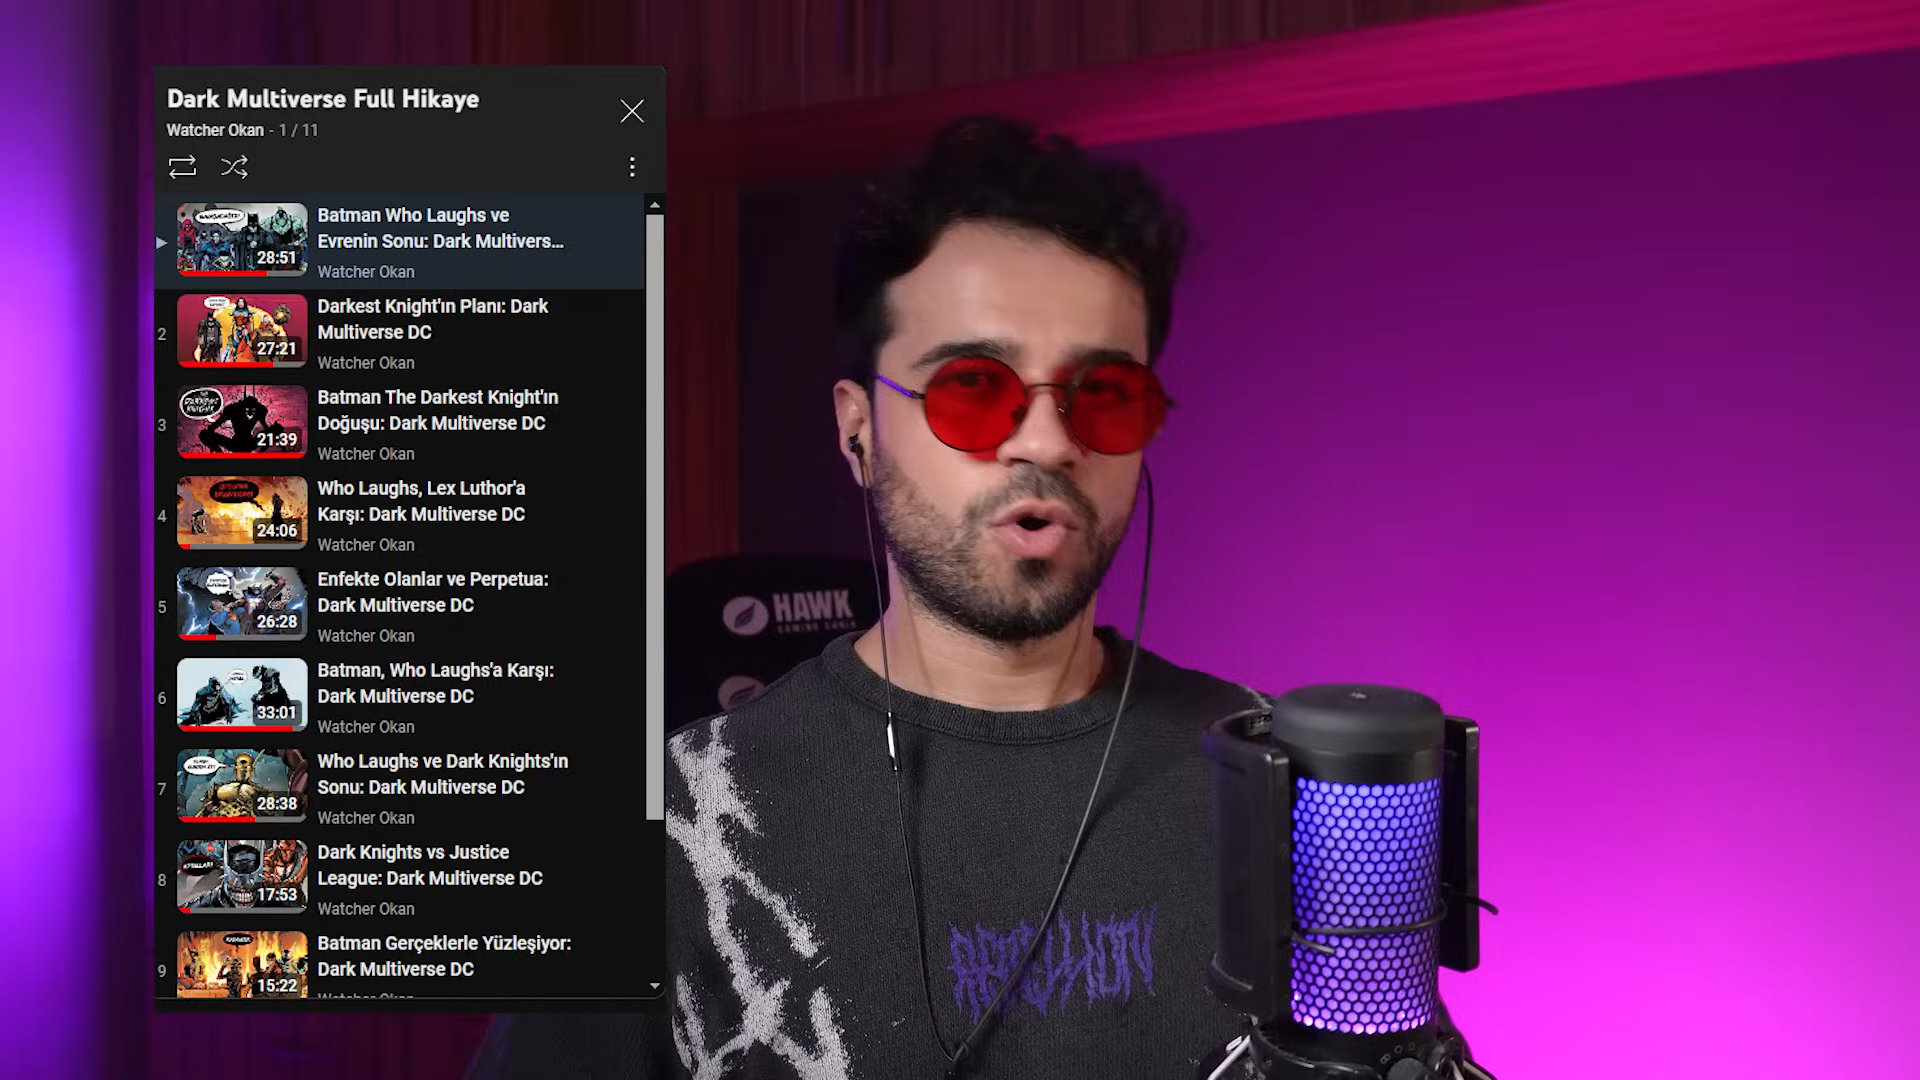 Dark Multiverse Full Hikaye
Watcher Okan - 1 / 11
Batman Who Laughs ve
Evrenin Sonu: Dark Multivers...
Watcher Okan
28:51
2
Darkest Knight'ın Planı: Dark
Multiverse DC
Watcher Okan
27:21
3
Batman The Darkest Knight'ın
Doğuşu: Dark Multiverse DC
Watcher Okan
21:39
4
Who Laughs, Lex Luthor'a
Karşı: Dark Multiverse DC
Watcher Okan
24:06
5
Enfekte Olanlar ve Perpetua:
Dark Multiverse DC
Watcher Okan
26:28
6
Batman, Who Laughs'a Karşı:
Dark Multiverse DC
Watcher Okan
33:01
7
Who Laughs ve Dark Knights'ın
Sonu: Dark Multiverse DC
Watcher Okan
28:38
8
Dark Knights vs Justice
League: Dark Multiverse DC
Watcher Okan
17:53
9
Batman Gerçeklerle Yüzleşiyor:
Dark Multiverse DC
15:22
HAWK
GAMING CHAIR